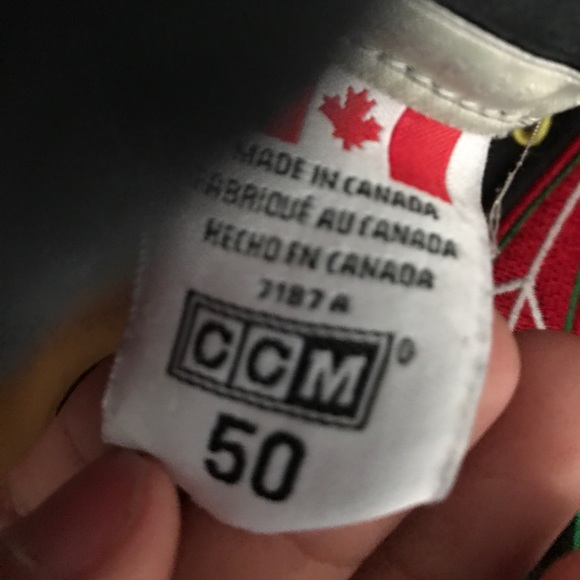 MADE IN CANADA
FABRIQUÉ AU CANADA
HECHO EN CANADA
7187 A
CCM®
50